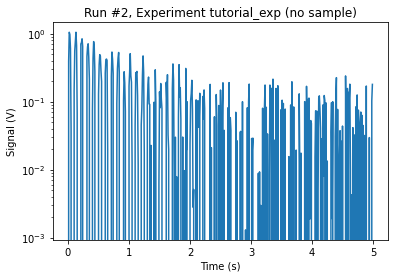 Run #2, Experiment tutorial_exp (no sample)
Signal (V)
10⁰
10⁻¹
10⁻²
10⁻³
0 1 2 3 4 5
Time (s)